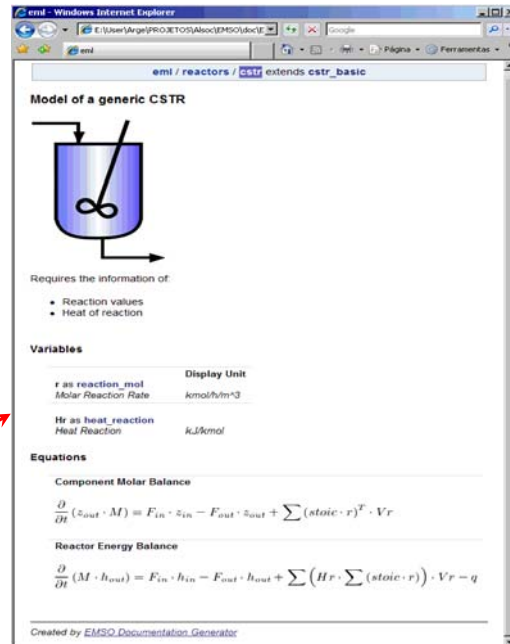 eml - Windows Internet Explorer
E:\User\Arge\PROJETOS\Alsoc\EMSO\doc\E
Google
eml
Página
Ferramentas
eml / reactors / cstr extends cstr_basic
Model of a generic CSTR
Requires the information of:
• Reaction values
• Heat of reaction
Variables
Display Unit
r as reaction_mol
Molar Reaction Rate kmol/h/m^3
Hr as heat_reaction
Heat Reaction kJ/kmol
Equations
Component Molar Balance
∂/∂t (z_out · M) = F_in · z_in − F_out · z_out + ∑ (stoic · r)^T · Vr
Reactor Energy Balance
∂/∂t (M · h_out) = F_in · h_in − F_out · h_out + ∑ (Hr · ∑ (stoic · r)) · Vr − q
Created by EMSO Documentation Generator